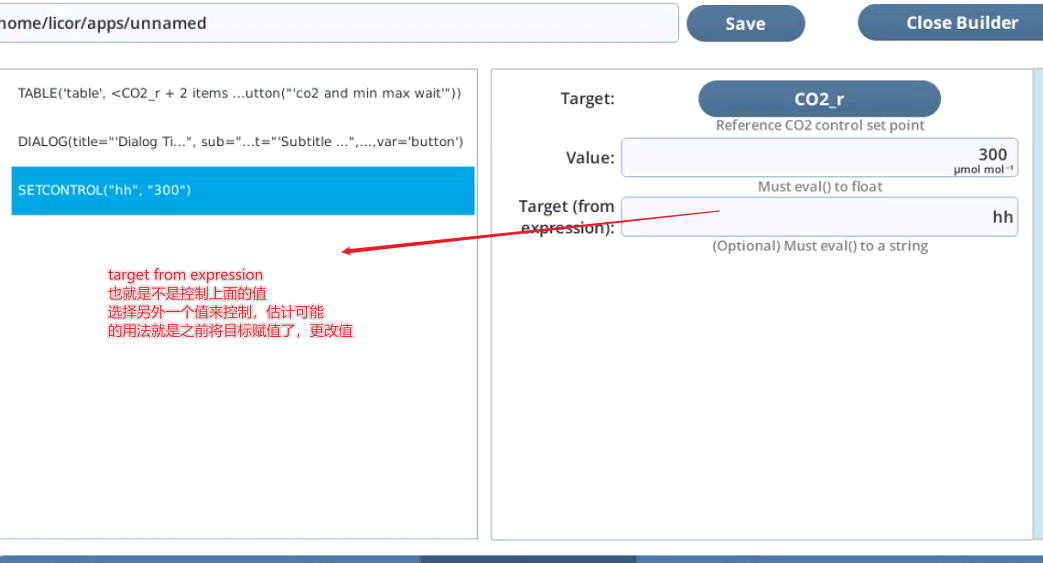 home/licor/apps/unnamed
Save
Close Builder
TABLE('table', <CO2_r + 2 items ...utton("'co2 and min max wait'"))
DIALOG(title="'Dialog Ti...", sub="...t="'Subtitle ...",...,var='button')
SETCONTROL("hh", "300")
target from expression
也就是不是控制上面的值
选择另外一个值来控制，估计可能
的用法就是之前将目标赋值了，更改值
Target:
CO2_r
Reference CO2 control set point
Value:
300
µmol mol⁻¹
Must eval() to float
Target (from
expression):
hh
(Optional) Must eval() to a string